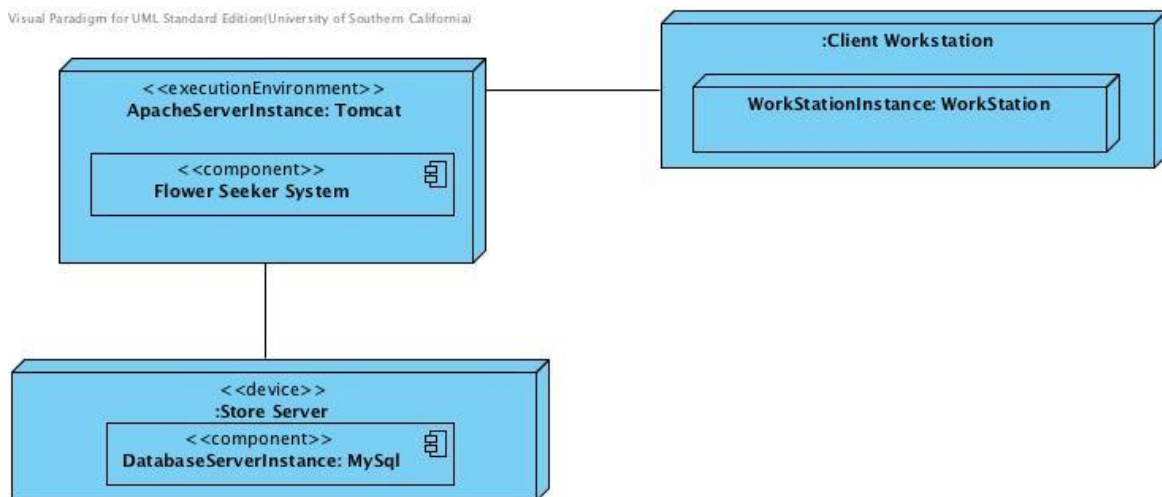 Visual Paradigm for UML Standard Edition(University of Southern California)
:Client Workstation
WorkStationInstance: WorkStation
<<executionEnvironment>>
ApacheServerInstance: Tomcat
<<component>>
Flower Seeker System
<<device>>
:Store Server
<<component>>
DatabaseServerInstance: MySql